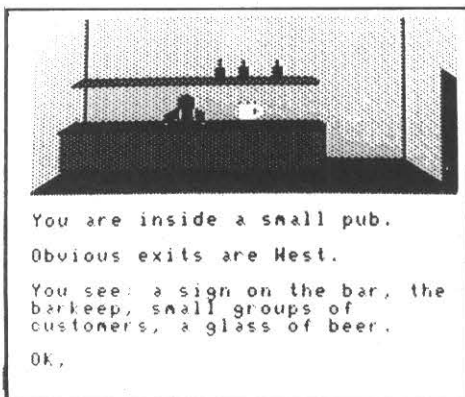 You are inside a small pub.
Obvious exits are West.
You see: a sign on the bar, the
barkeep, small groups of
customers, a glass of beer.
OK,